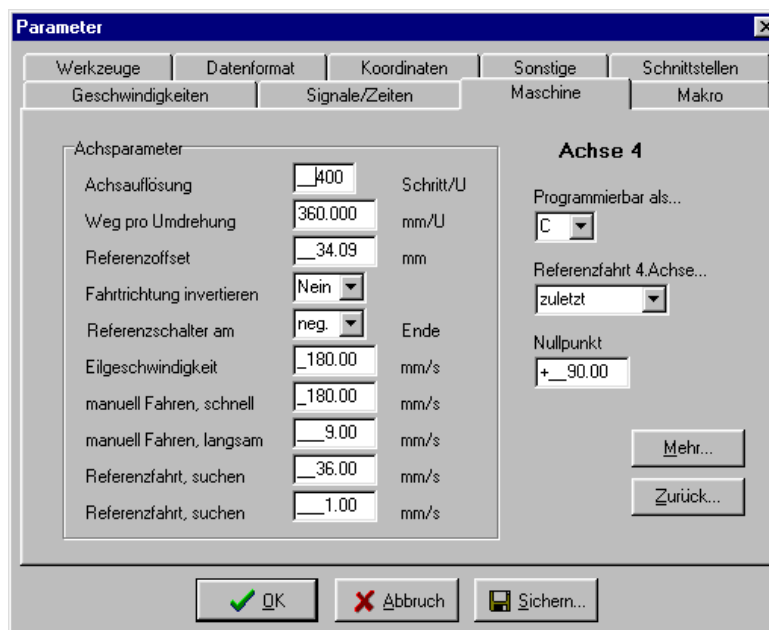 Parameter
Werkzeuge Datenformat Koordinaten Sonstige Schnittstellen
Geschwindigkeiten Signale/Zeiten Maschine Makro
Achsparameter
Achsauflösung __400 Schritt/U
Weg pro Umdrehung 360.000 mm/U
Referenzoffset __34.09 mm
Fahrtrichtung invertieren Nein
Referenzschalter am neg. Ende
Eilgeschwindigkeit _180.00 mm/s
manuell Fahren, schnell _180.00 mm/s
manuell Fahren, langsam ___9.00 mm/s
Referenzfahrt, suchen __36.00 mm/s
Referenzfahrt, suchen ___1.00 mm/s
Achse 4
Programmierbar als...
C
Referenzfahrt 4.Achse...
zuletzt
Nullpunkt
+__90.00
Mehr...
Zurück...
OK Abbruch Sichern...